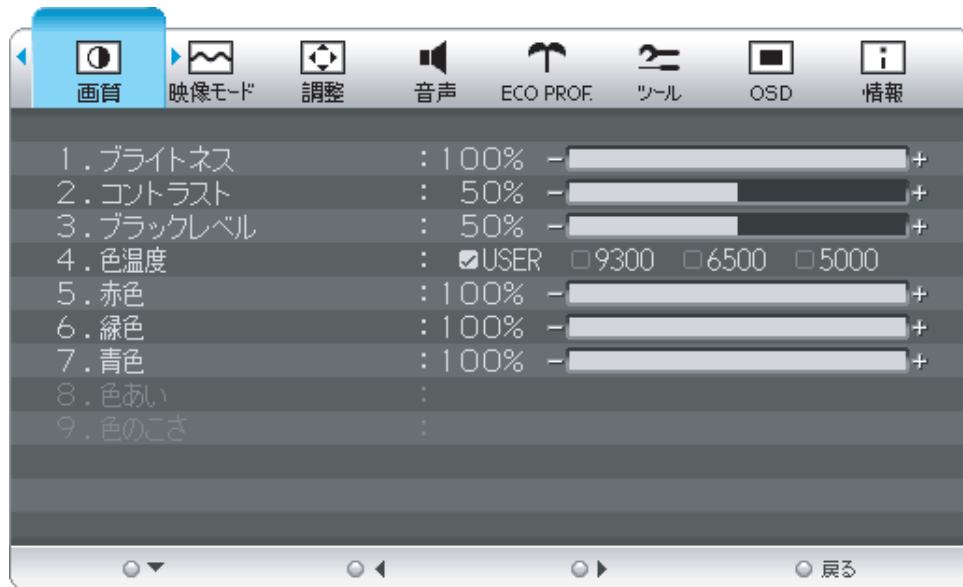 画質 映像モード 調整 音声 ECO PROF. ツール OSD 情報
1.ブライトネス :100% - +
2.コントラスト : 50% - +
3.ブラックレベル : 50% - +
4.色温度 : USER 9300 6500 5000
5.赤色 :100% - +
6.緑色 :100% - +
7.青色 :100% - +
8.色あい :
9.色のこさ :
戻る